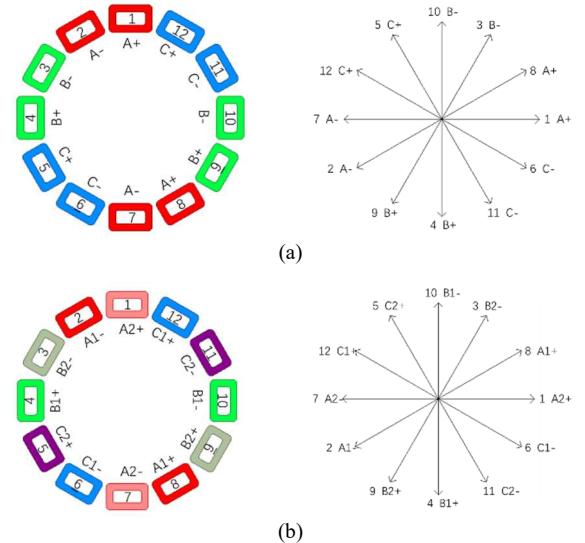 1 A+
2 A-
3 B-
4 B+
5 C+
6 C-
7 A-
8 A+
9 B+
10 B-
11 C-
12 C+
10 B-
5 C+
3 B-
12 C+
8 A+
7 A-
1 A+
2 A-
6 C-
9 B+
11 C-
4 B+
(a)
1 A2+
2 A1-
3 B2-
4 B1+
5 C2+
6 C1-
7 A2-
8 A1+
9 B2+
10 B1-
11 C2-
12 C1+
10 B1-
5 C2+
3 B2-
12 C1+
8 A1+
7 A2-
1 A2+
2 A1-
6 C1-
9 B2+
11 C2-
4 B1+
(b)